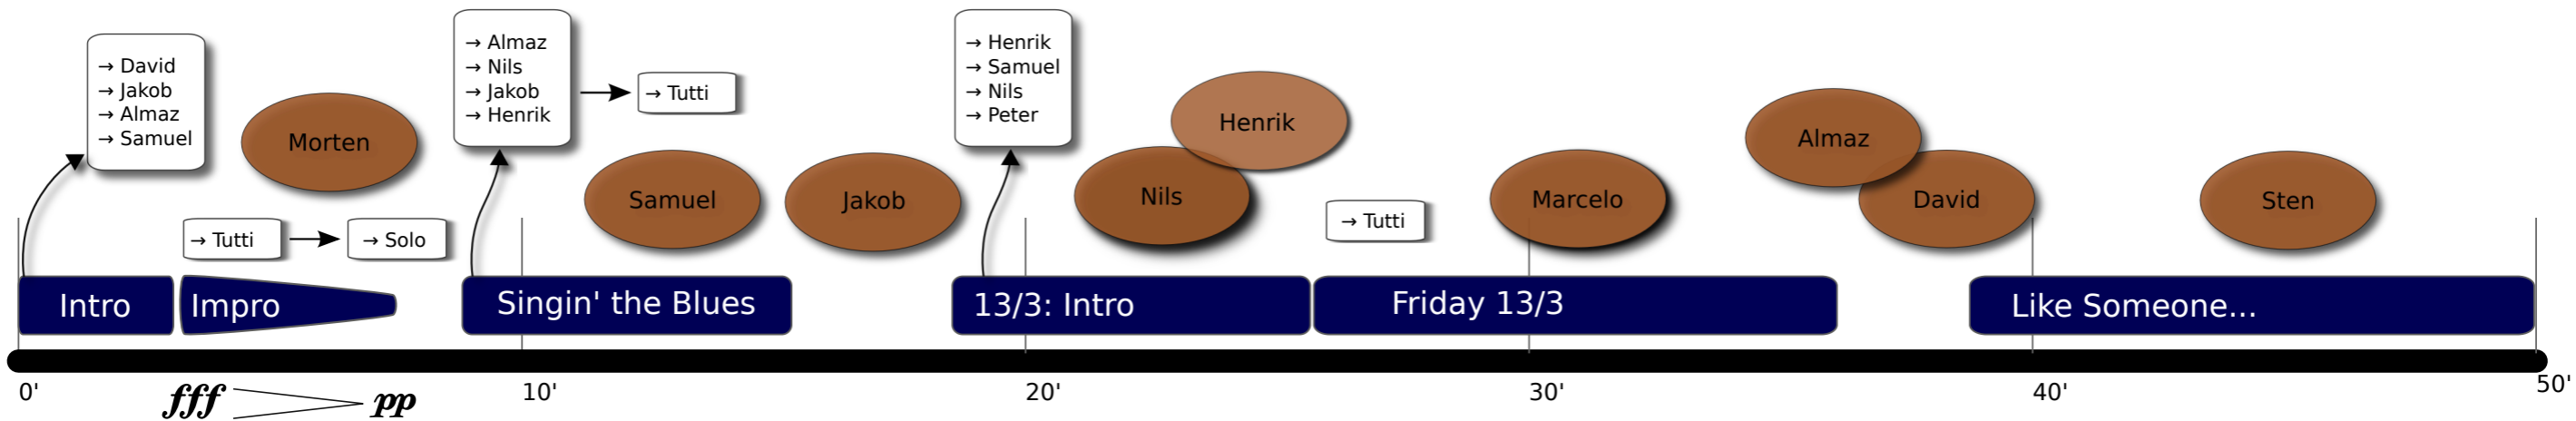 → David
→ Jakob
→ Almaz
→ Samuel
Morten
→ Almaz
→ Nils
→ Jakob
→ Henrik
→ Tutti
Samuel
Jakob
→ Henrik
→ Samuel
→ Nils
→ Peter
Henrik
Nils
Marcelo
Almaz
David
Sten
→ Tutti
→ Solo
→ Tutti
Intro
Impro
Singin' the Blues
13/3: Intro
Friday 13/3
Like Someone...
0'
10'
20'
30'
40'
50'
fff
pp